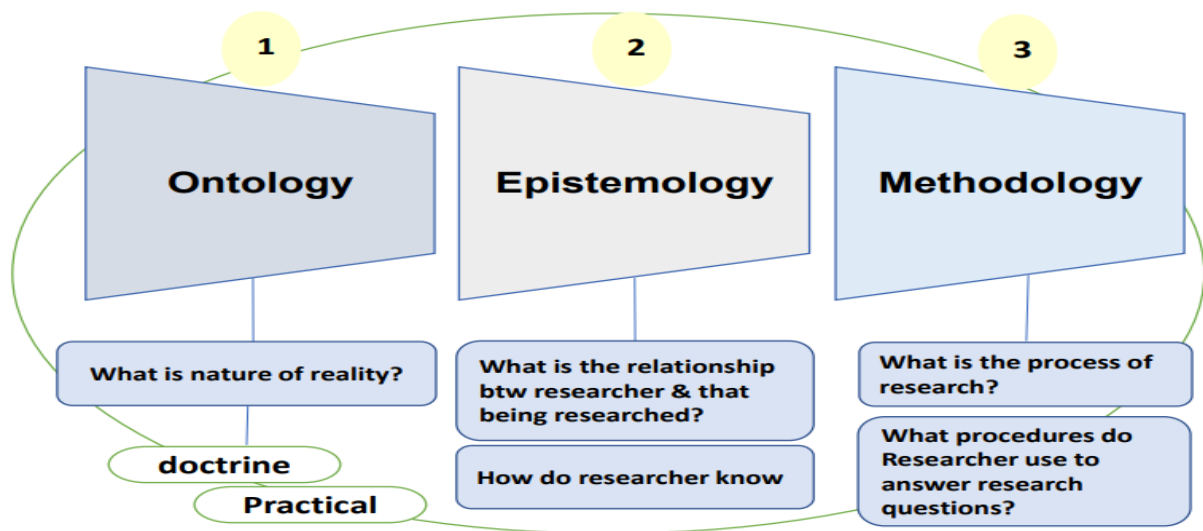 1
Ontology
What is nature of reality?
doctrine
Practical
2
Epistemology
What is the relationship
btw researcher & that
being researched?
How do researcher know
3
Methodology
What is the process of
research?
What procedures do
Researcher use to
answer research
questions?